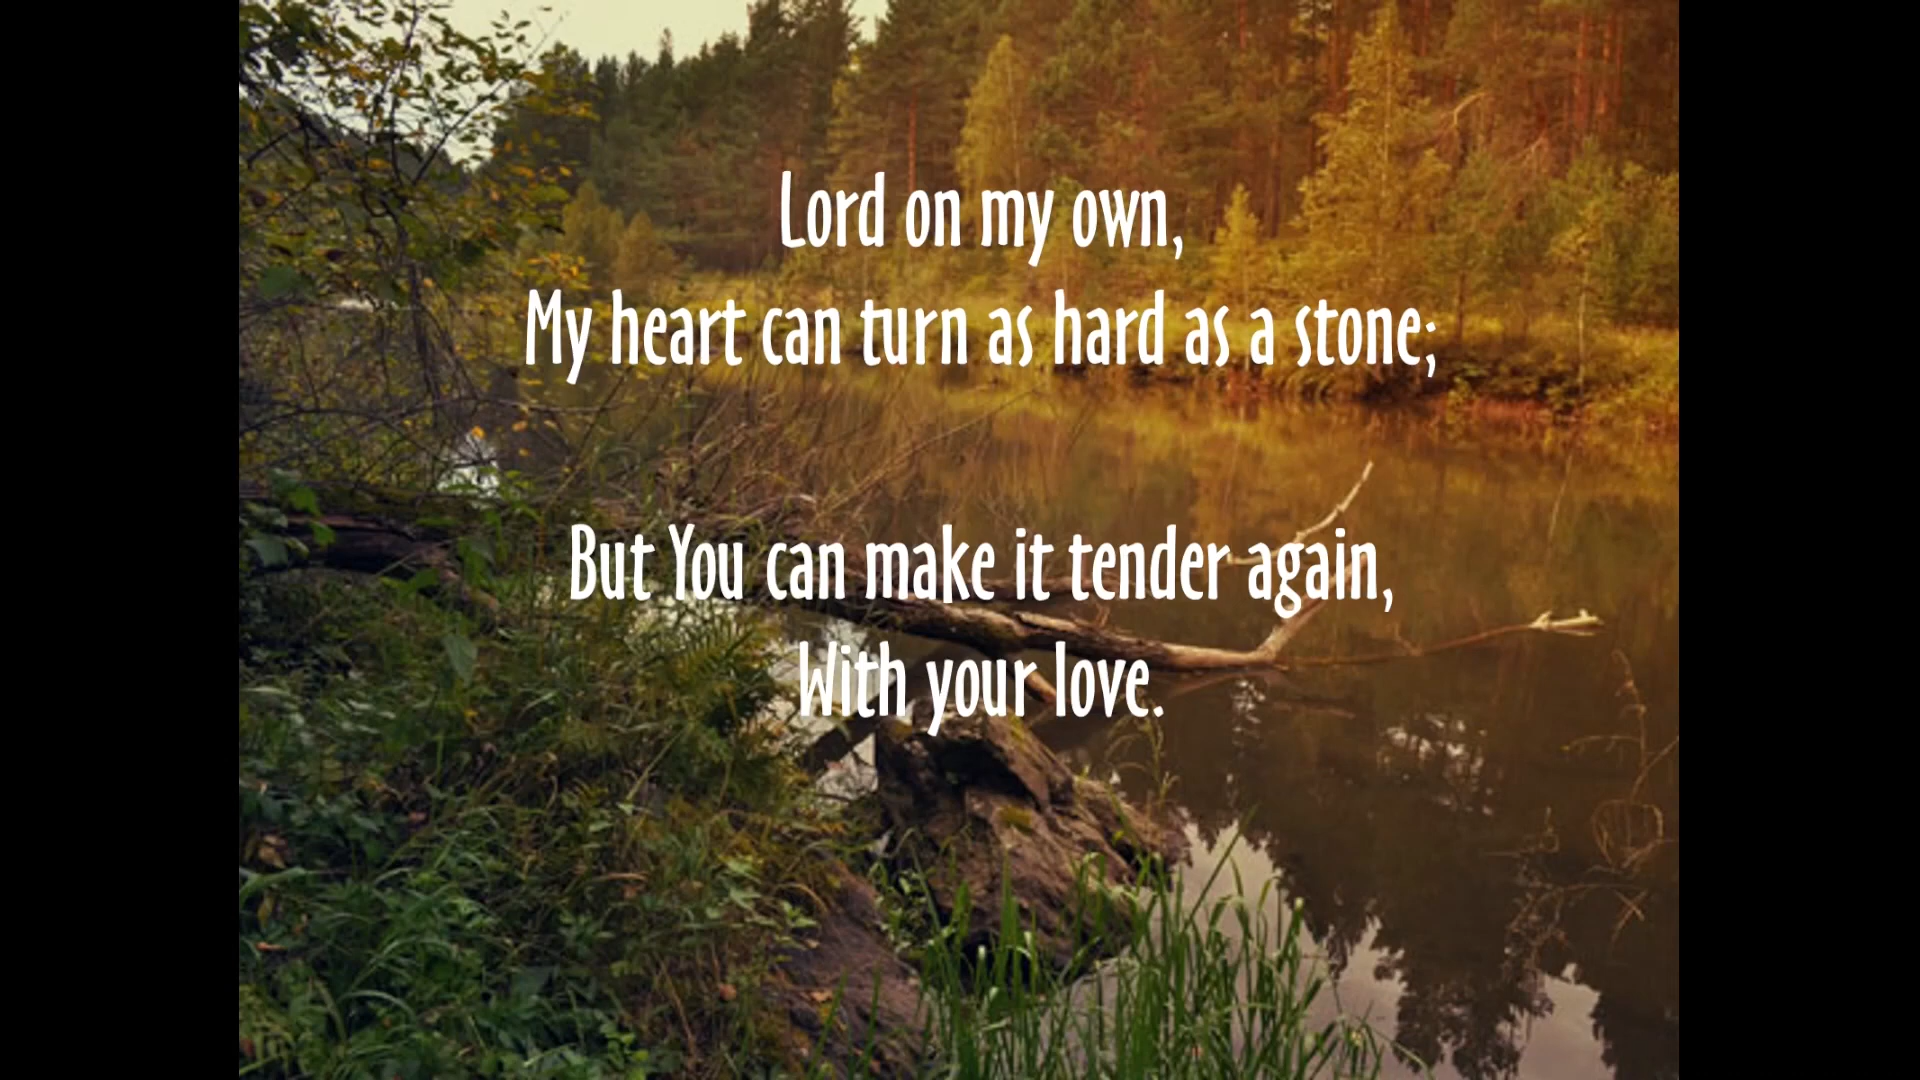 Lord on my own,
My heart can turn as hard as a stone;
But You can make it tender again,
With your love.